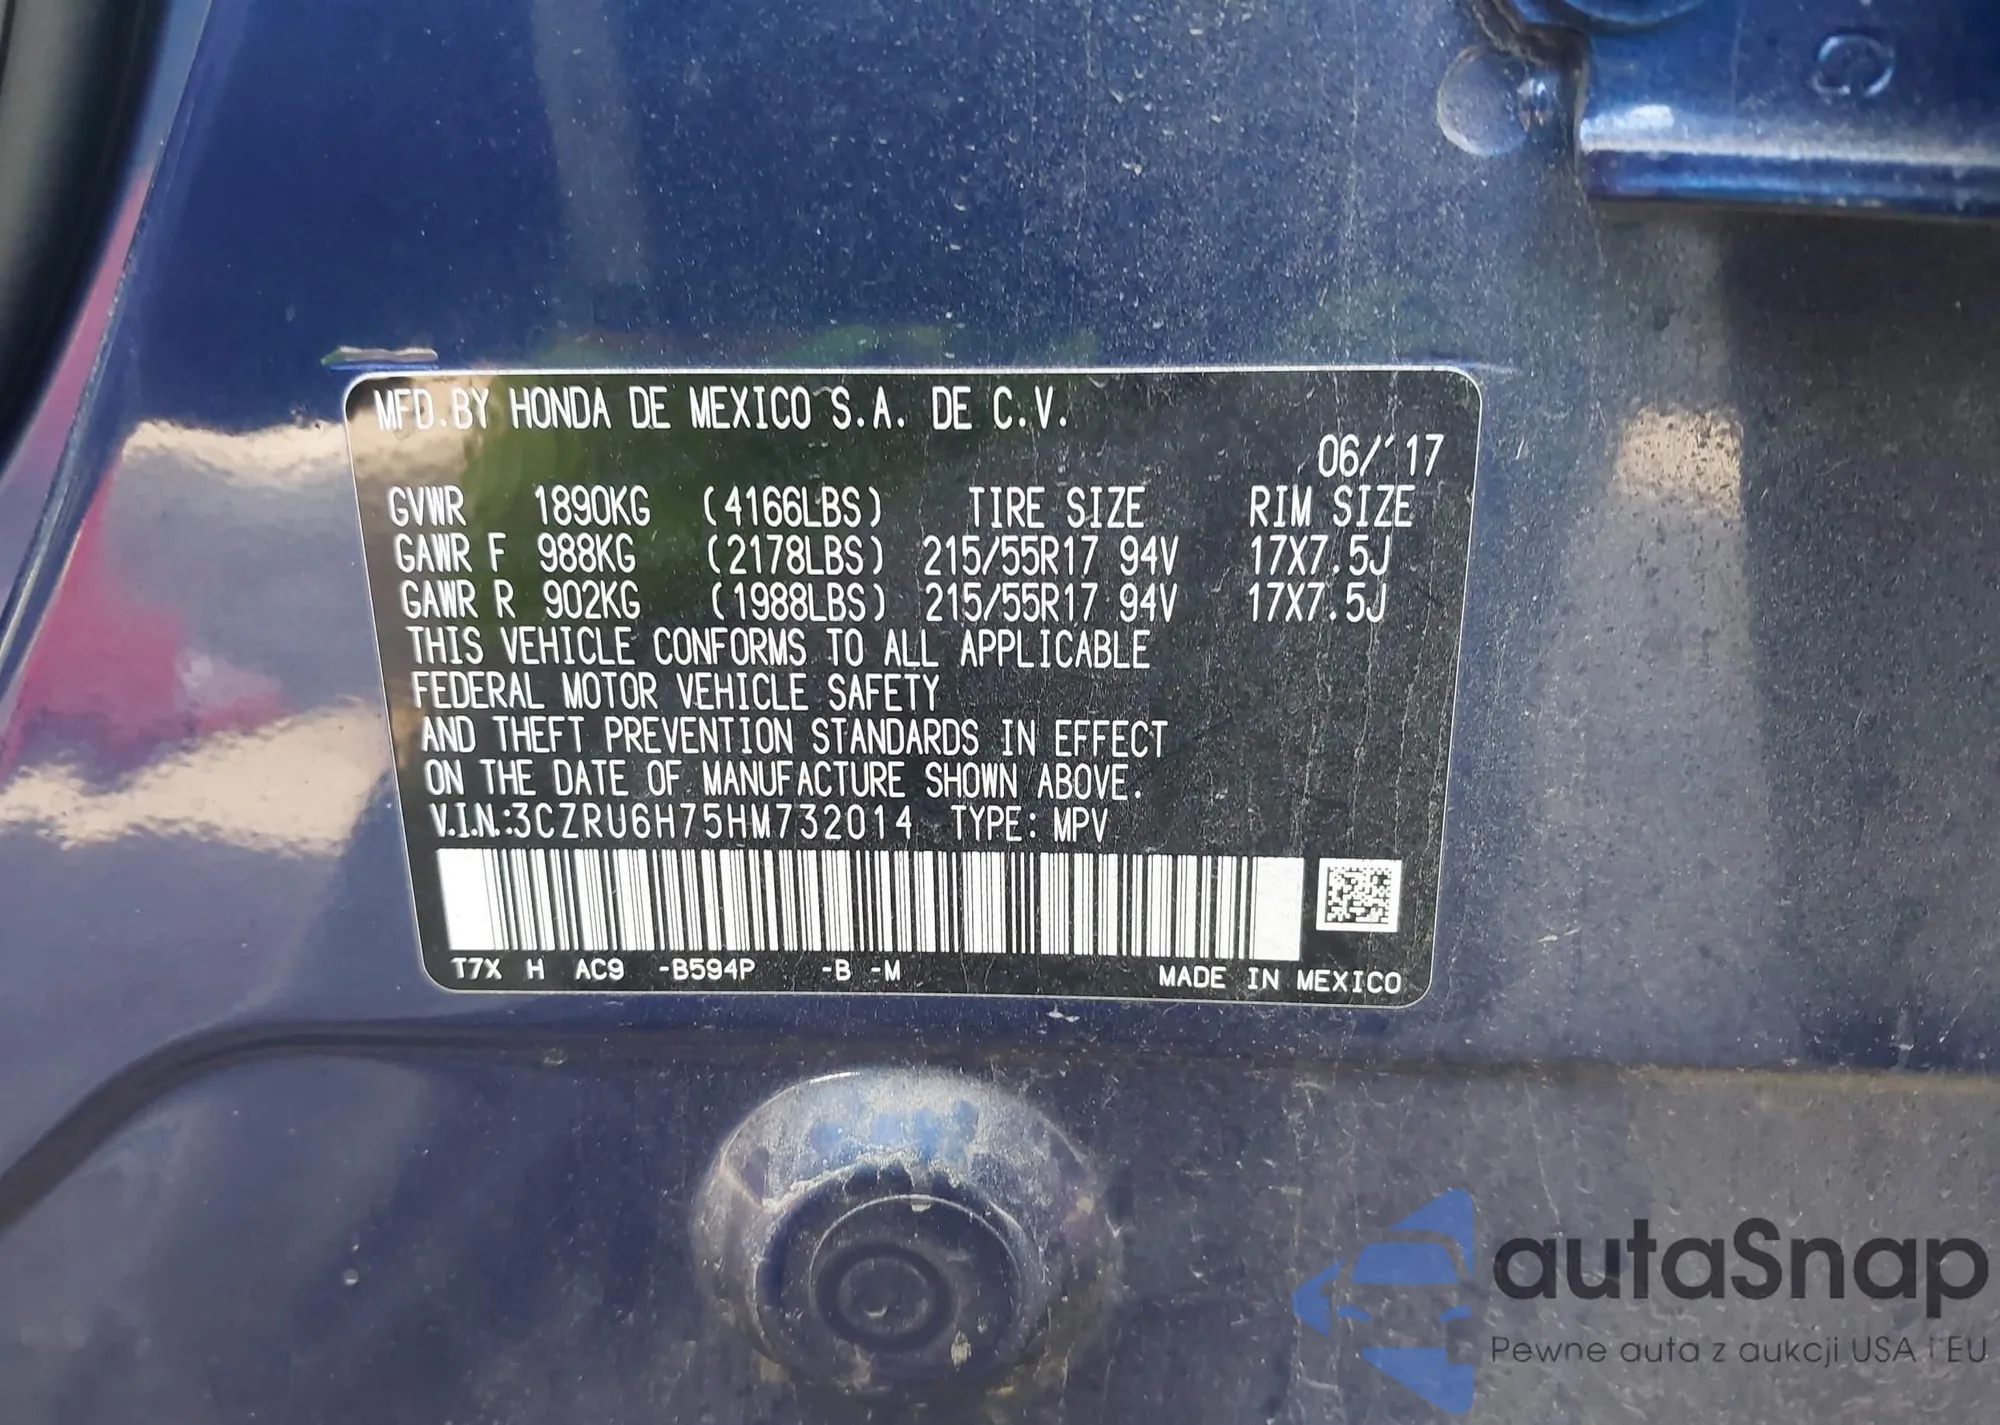 MFD.BY HONDA DE MEXICO S.A. DE C.V.
06/'17
GVWR 1890KG (4166LBS) TIRE SIZE RIM SIZE
GAWR F 988KG (2178LBS) 215/55R17 94V 17X7.5J
GAWR R 902KG (1988LBS) 215/55R17 94V 17X7.5J
THIS VEHICLE CONFORMS TO ALL APPLICABLE
FEDERAL MOTOR VEHICLE SAFETY
AND THEFT PREVENTION STANDARDS IN EFFECT
ON THE DATE OF MANUFACTURE SHOWN ABOVE.
V.I.N.:3CZRU6H75HM732014 TYPE: MPV
T7X H AC9 -B594P -B -M MADE IN MEXICO
autaSnap
Pewne auta z aukcji USA i EU